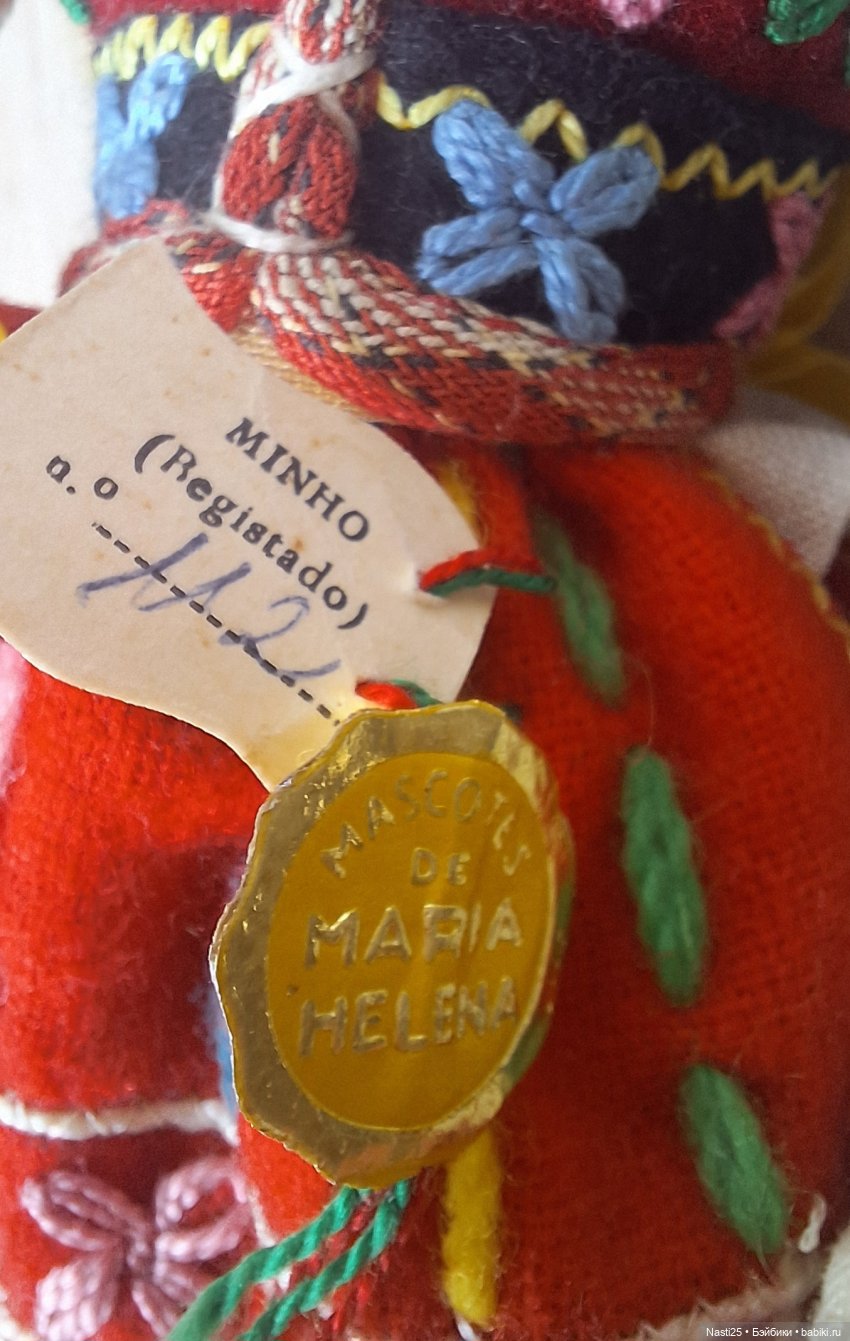 MINHO
(Registado)
n.o 112
MASCOTES
DE
MARIA
HELENA
Nasti25 • Бэйбики • babiki.ru